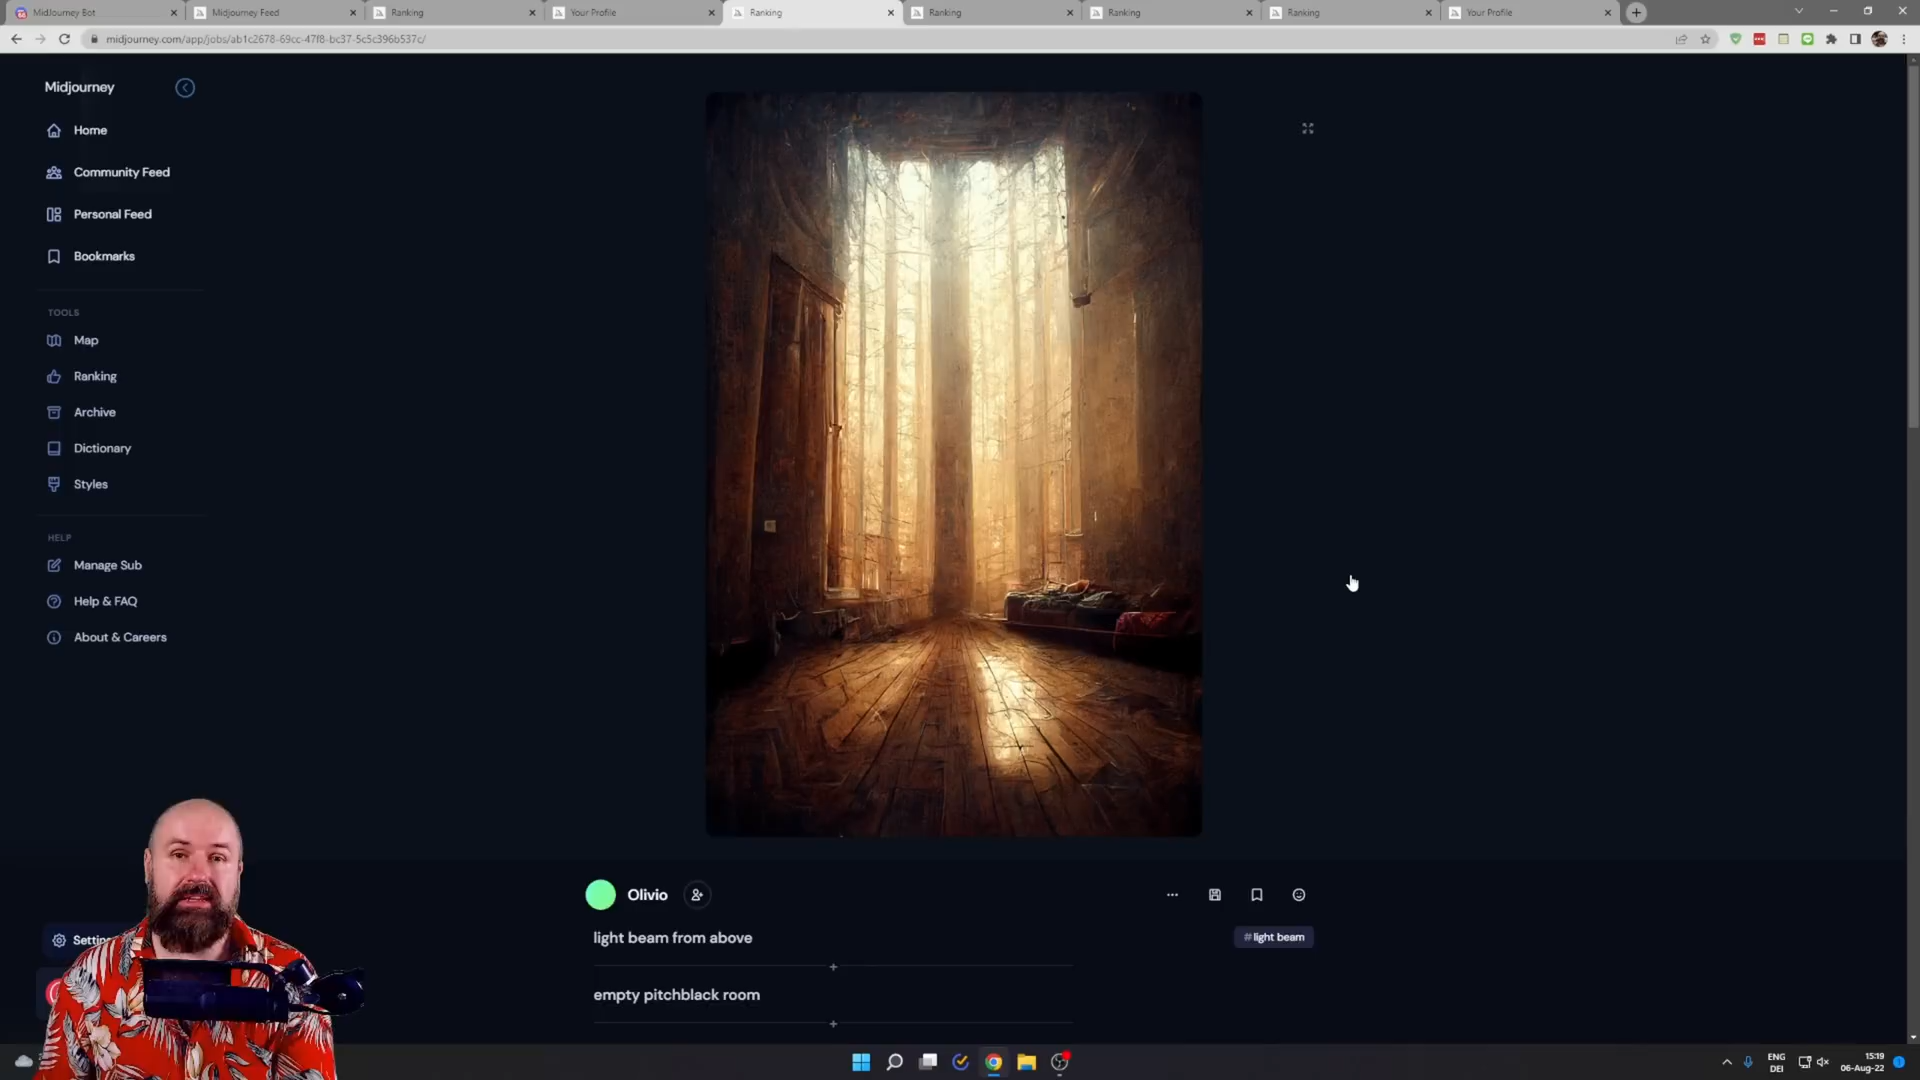 MidJourney Bot
Midjourney Feed
Ranking
Your Profile
Ranking
Ranking
Ranking
Ranking
Your Profile
midjourney.com/app/jobs/ab1c2678-69cc-47f8-bc37-5c5c396b537c/
Midjourney
Home
Community Feed
Personal Feed
Bookmarks
TOOLS
Map
Ranking
Archive
Dictionary
Styles
HELP
Manage Sub
Help & FAQ
About & Careers
Olivio
light beam from above
#light beam
empty pitchblack room
ENG
DEI
15:19
06-Aug-22